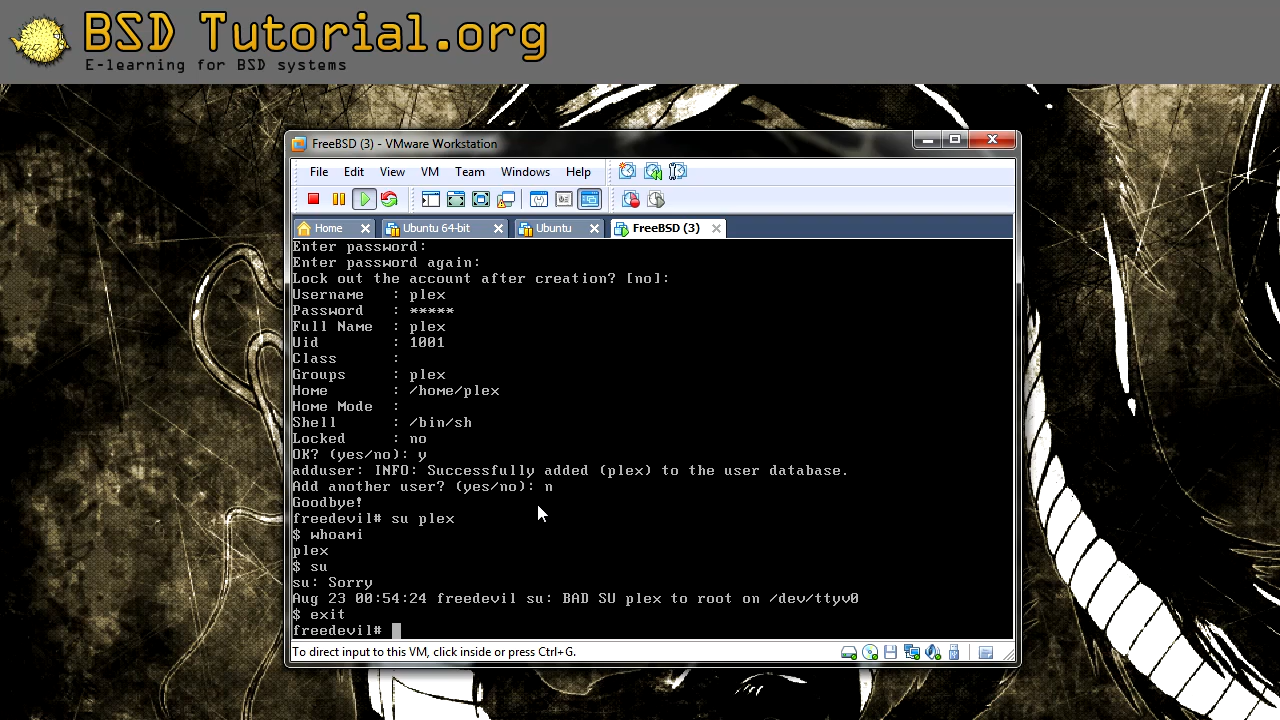 BSD Tutorial.org
E-learning for BSD systems
FreeBSD (3) - VMware Workstation
File Edit View VM Team Windows Help
Home Ubuntu 64-bit Ubuntu FreeBSD (3)
Enter password:
Enter password again:
Lock out the account after creation? [no]:
Username   : plex
Password   : *****
Full Name  : plex
Uid        : 1001
Class      :
Groups     : plex
Home       : /home/plex
Home Mode  :
Shell      : /bin/sh
Locked     : no
OK? (yes/no): y
adduser: INFO: Successfully added (plex) to the user database.
Add another user? (yes/no): n
Goodbye!
freedevil# su plex
$ whoami
plex
$ su
su: Sorry
Aug 23 00:54:24 freedevil su: BAD SU plex to root on /dev/ttyv0
$ exit
freedevil#
To direct input to this VM, click inside or press Ctrl+G.